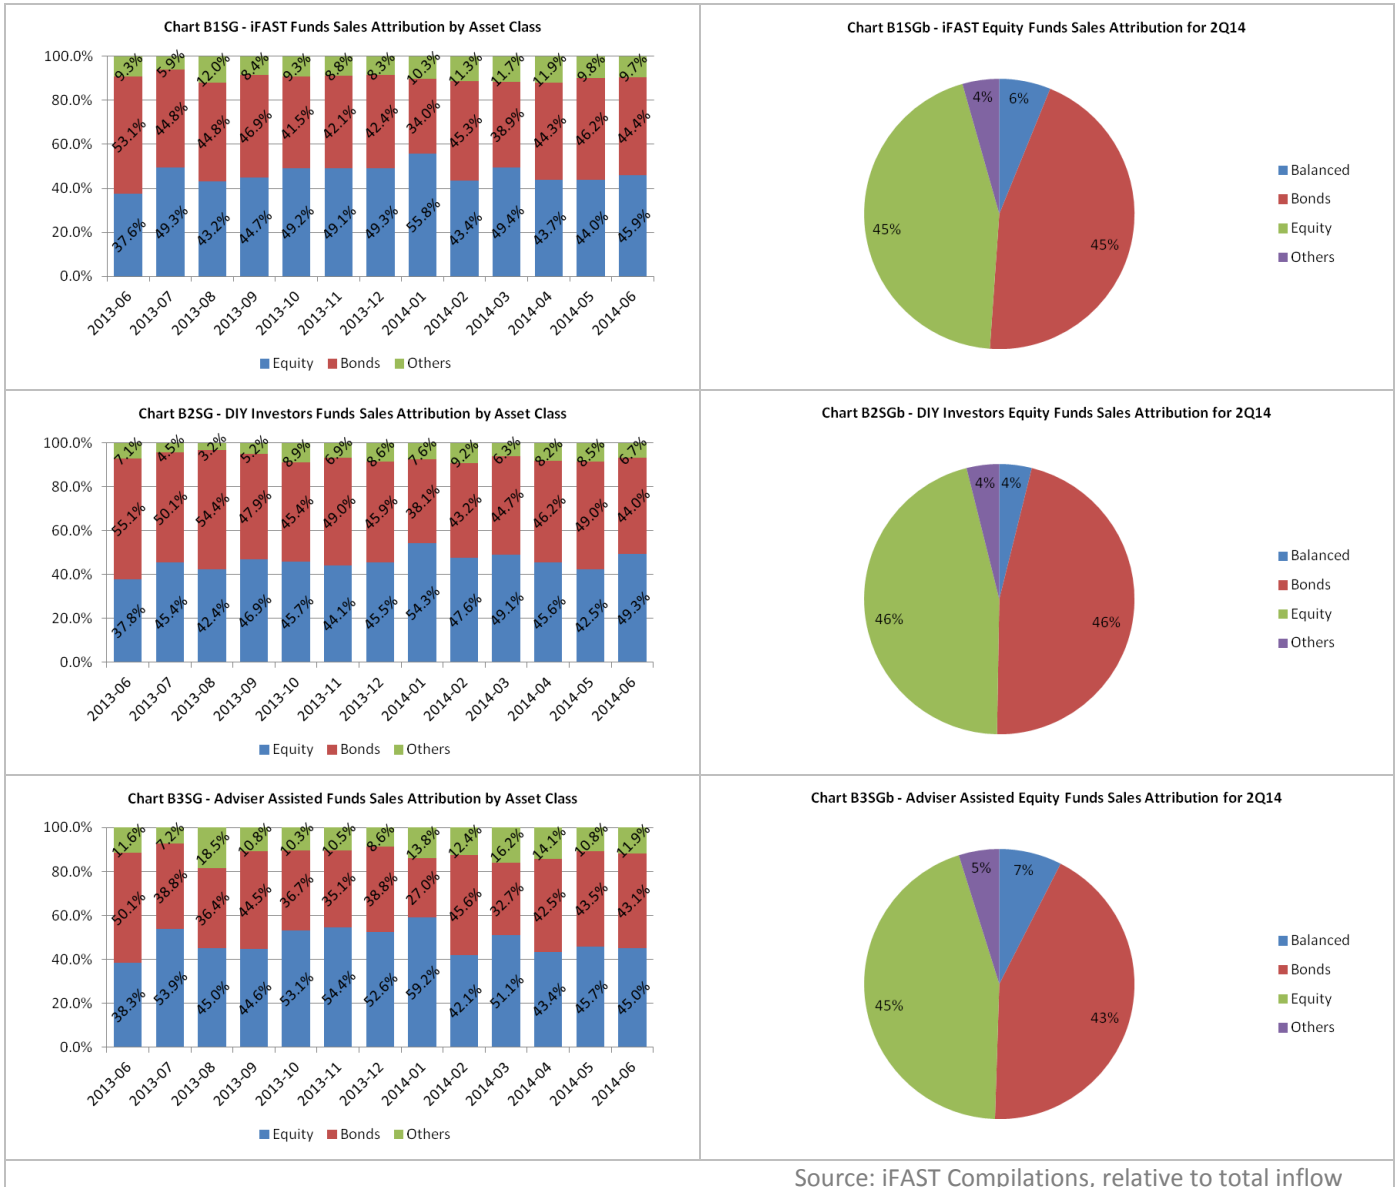 Chart B1SG - iFAST Funds Sales Attribution by Asset Class
100.0%
80.0%
60.0%
40.0%
20.0%
0.0%
9.3% 5.9% 12.0% 8.4% 9.3% 8.8% 8.3% 10.3% 11.3% 11.7% 11.9% 9.8% 9.7%
53.1% 44.8% 44.8% 46.9% 41.5% 42.1% 42.4% 34.0% 45.3% 38.9% 44.3% 46.2% 44.4%
37.6% 49.3% 43.2% 44.7% 49.2% 49.1% 49.3% 55.8% 43.4% 49.4% 43.7% 44.0% 45.9%
2013-06 2013-07 2013-08 2013-09 2013-10 2013-11 2013-12 2014-01 2014-02 2014-03 2014-04 2014-05 2014-06
Equity Bonds Others
Chart B1SGb - iFAST Equity Funds Sales Attribution for 2Q14
4% 6%
45%
45%
Balanced
Bonds
Equity
Others
Chart B2SG - DIY Investors Funds Sales Attribution by Asset Class
100.0%
80.0%
60.0%
40.0%
20.0%
0.0%
7.1% 4.5% 3.2% 5.2% 8.9% 6.9% 8.6% 7.6% 9.2% 6.3% 8.2% 8.5% 6.7%
55.1% 50.1% 54.4% 47.9% 45.4% 49.0% 45.9% 38.1% 43.2% 44.7% 46.2% 49.0% 44.0%
37.8% 45.4% 42.4% 46.9% 45.7% 44.1% 45.5% 54.3% 47.6% 49.1% 45.6% 42.5% 49.3%
2013-06 2013-07 2013-08 2013-09 2013-10 2013-11 2013-12 2014-01 2014-02 2014-03 2014-04 2014-05 2014-06
Equity Bonds Others
Chart B2SGb - DIY Investors Equity Funds Sales Attribution for 2Q14
4% 4%
46%
46%
Balanced
Bonds
Equity
Others
Chart B3SG - Adviser Assisted Funds Sales Attribution by Asset Class
100.0%
80.0%
60.0%
40.0%
20.0%
0.0%
11.6% 7.2% 18.5% 10.8% 10.3% 10.5% 8.6% 13.8% 12.4% 16.2% 14.1% 10.8% 11.9%
50.1% 38.8% 36.4% 44.5% 36.7% 35.1% 38.8% 27.0% 45.6% 32.7% 42.5% 43.5% 43.1%
38.3% 53.9% 45.0% 44.6% 53.1% 54.4% 52.6% 59.2% 42.1% 51.1% 43.4% 45.7% 45.0%
2013-06 2013-07 2013-08 2013-09 2013-10 2013-11 2013-12 2014-01 2014-02 2014-03 2014-04 2014-05 2014-06
Equity Bonds Others
Chart B3SGb - Adviser Assisted Equity Funds Sales Attribution for 2Q14
5% 7%
45%
43%
Balanced
Bonds
Equity
Others
Source: iFAST Compilations, relative to total inflow